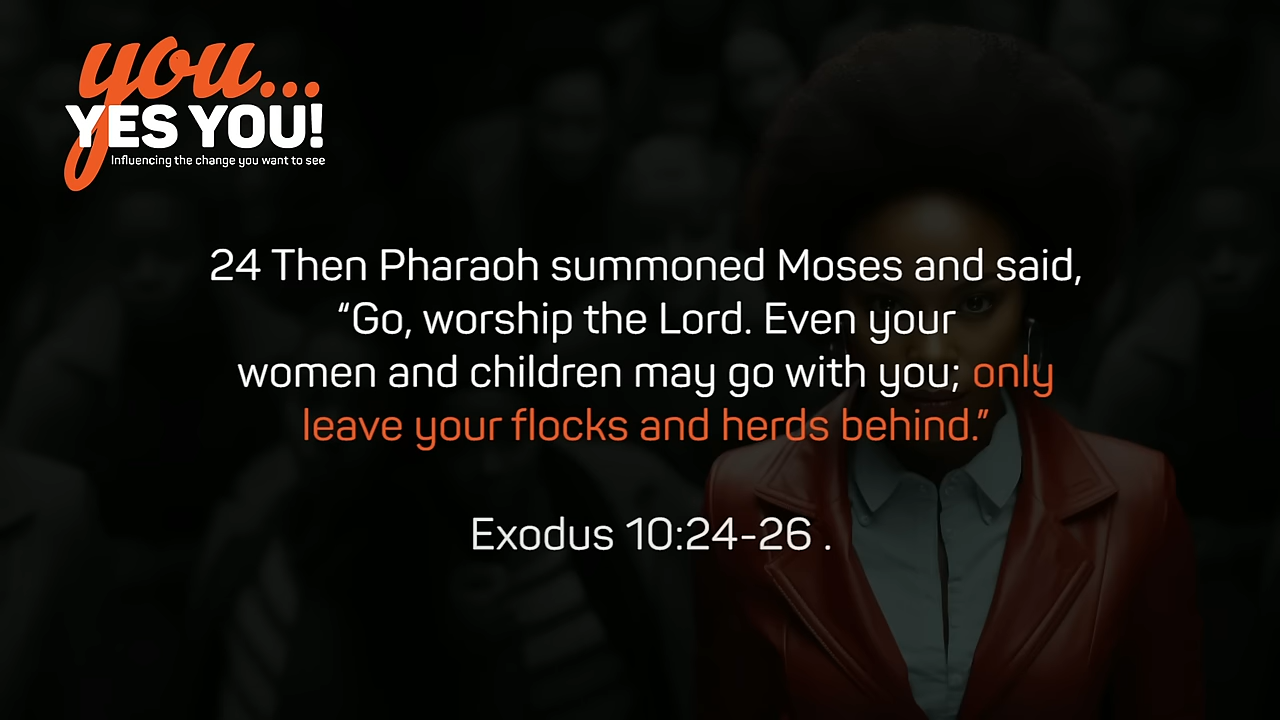 you...
YES YOU!
Influencing the change you want to see
24 Then Pharaoh summoned Moses and said,
“Go, worship the Lord. Even your
women and children may go with you; only
leave your flocks and herds behind.”
Exodus 10:24-26 .